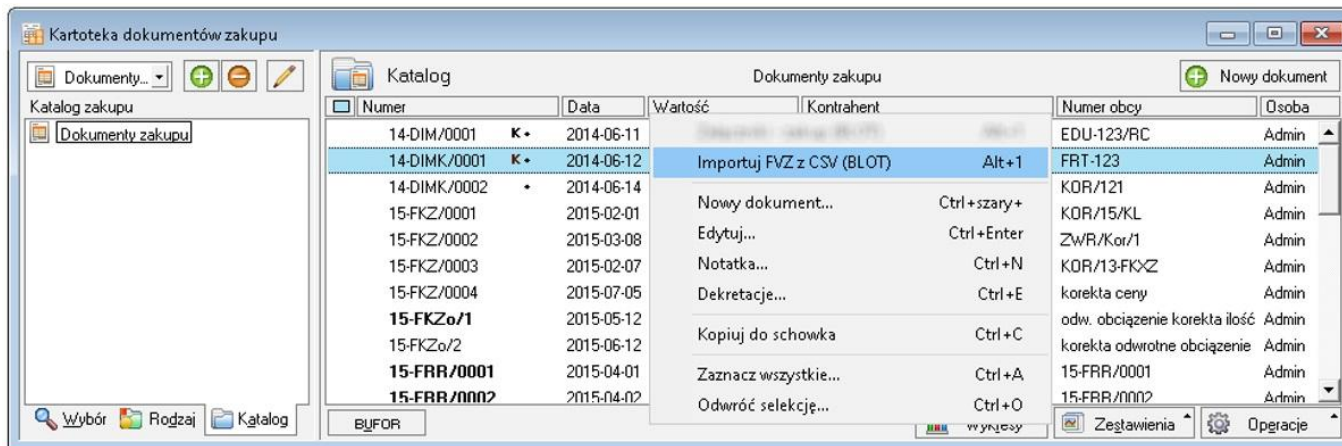 Kartoteka dokumentów zakupu
Dokumenty...
Katalog
Dokumenty zakupu
Nowy dokument
Katalog zakupu
Numer Data Wartość Kontrahent Numer obcy Osoba
Dokumenty zakupu
14-DIM/0001 K 2014-06-11 EDU-123/RC Admin
14-DIMK/0001 K 2014-06-12 Importuj FVZ z CSV (BLOT) Alt+1 FRT-123 Admin
14-DIMK/0002 2014-06-14 KOR/121 Admin
Nowy dokument... Ctrl+szary+
15-FKZ/0001 2015-02-01 KOR/15/KL Admin
Edytuj... Ctrl+Enter
15-FKZ/0002 2015-03-08 ZWR/Kor/1 Admin
Notatka... Ctrl+N
15-FKZ/0003 2015-02-07 KOR/13-FKXZ Admin
Dekretacje... Ctrl+E
15-FKZ/0004 2015-07-05 korekta ceny Admin
15-FKZo/1 2015-05-12 odw. obciązenie korekta ilość Admin
Kopiuj do schowka Ctrl+C
15-FKZo/2 2015-06-12 korekta odwrotne obciązenie Admin
15-FRR/0001 2015-04-01 Zaznacz wszystkie... Ctrl+A 15-FRR/0001 Admin
15-FRR/0002 2015-04-02 15-FRR/0002 Admin
Odwróć selekcję... Ctrl+O
Wybór Rodzaj Katalog BUFOR Wykresy Zestawienia Operacje